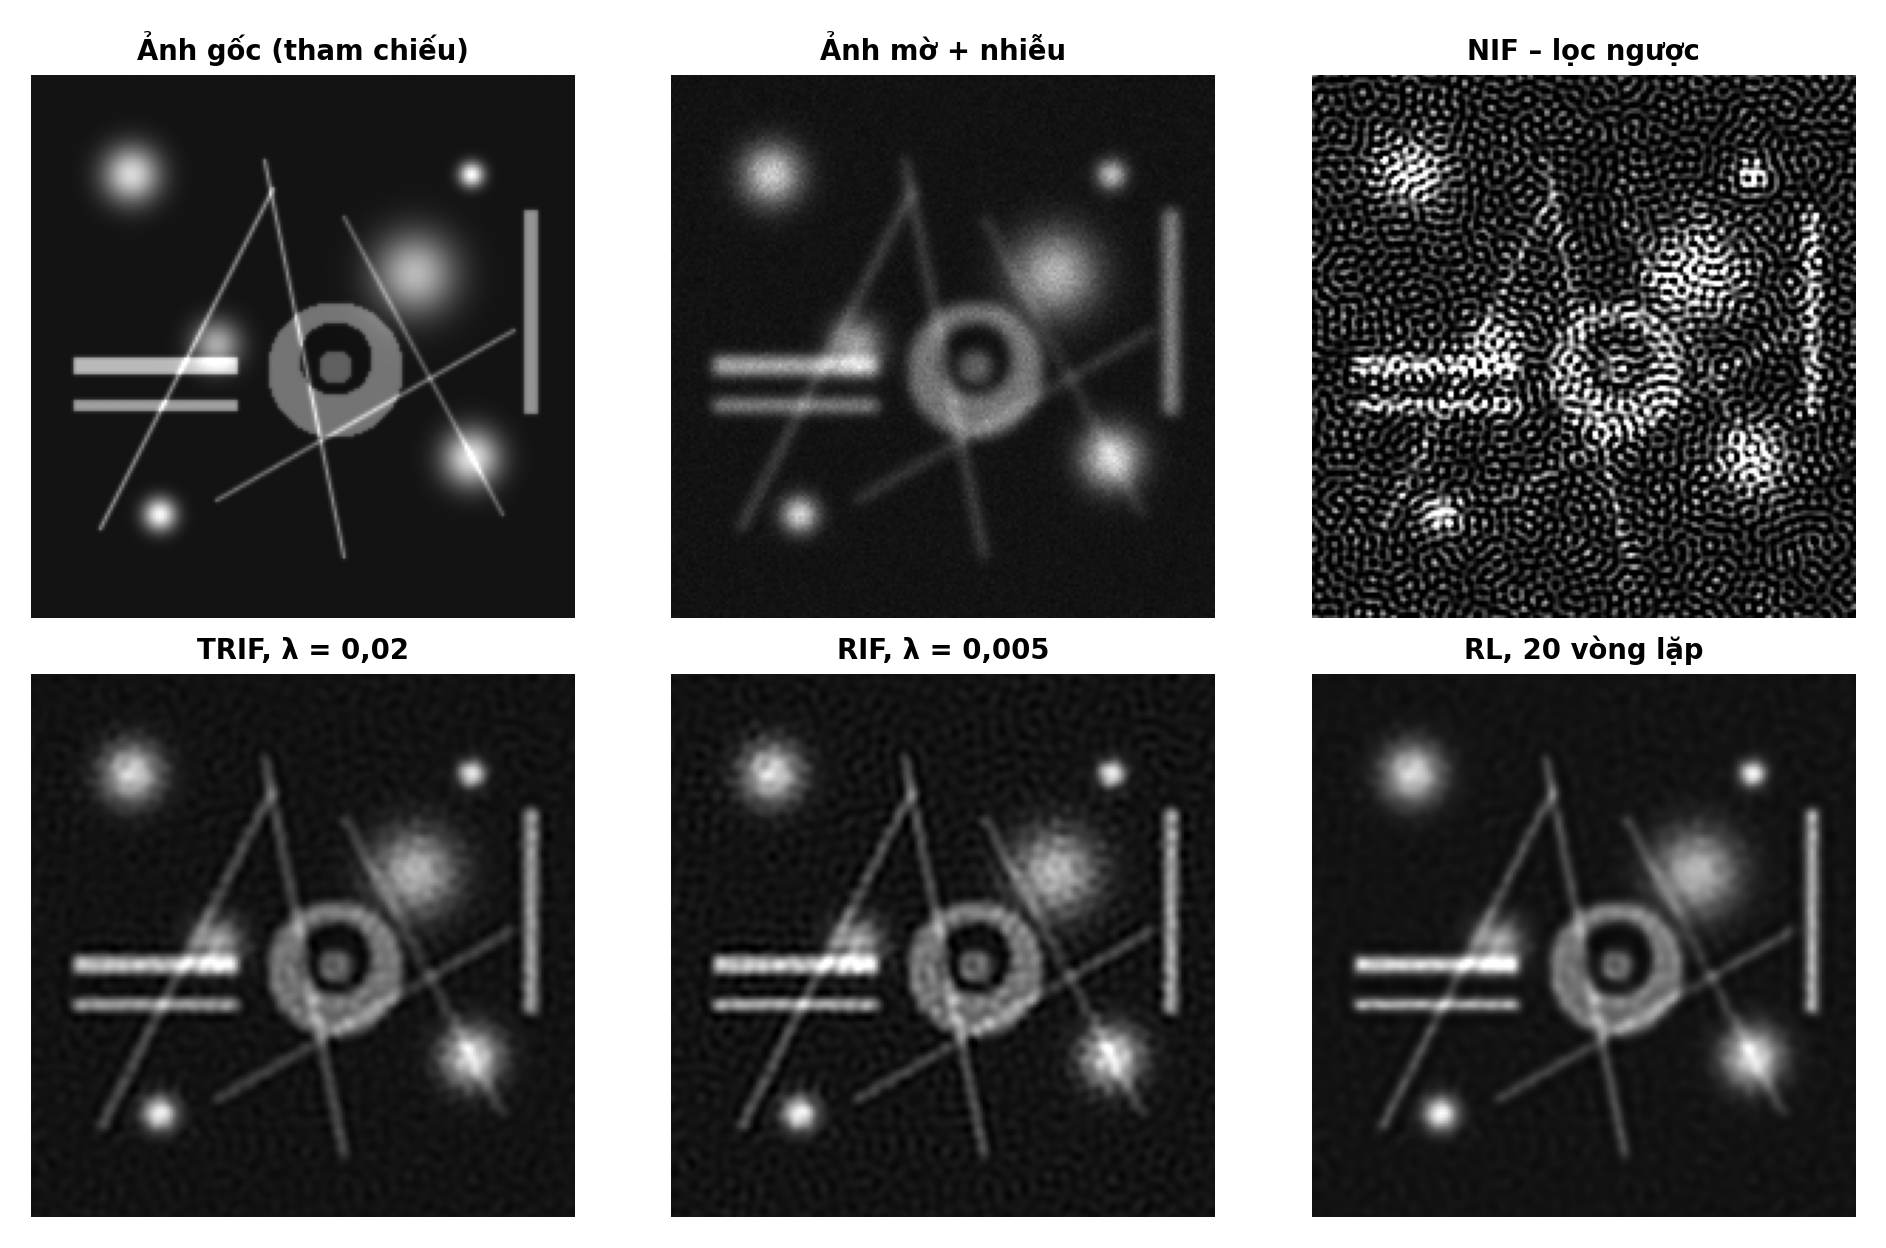 Ảnh gốc (tham chiếu)
Ảnh mờ + nhiễu
NIF – lọc ngược
TRIF, λ = 0,02
RIF, λ = 0,005
RL, 20 vòng lặp